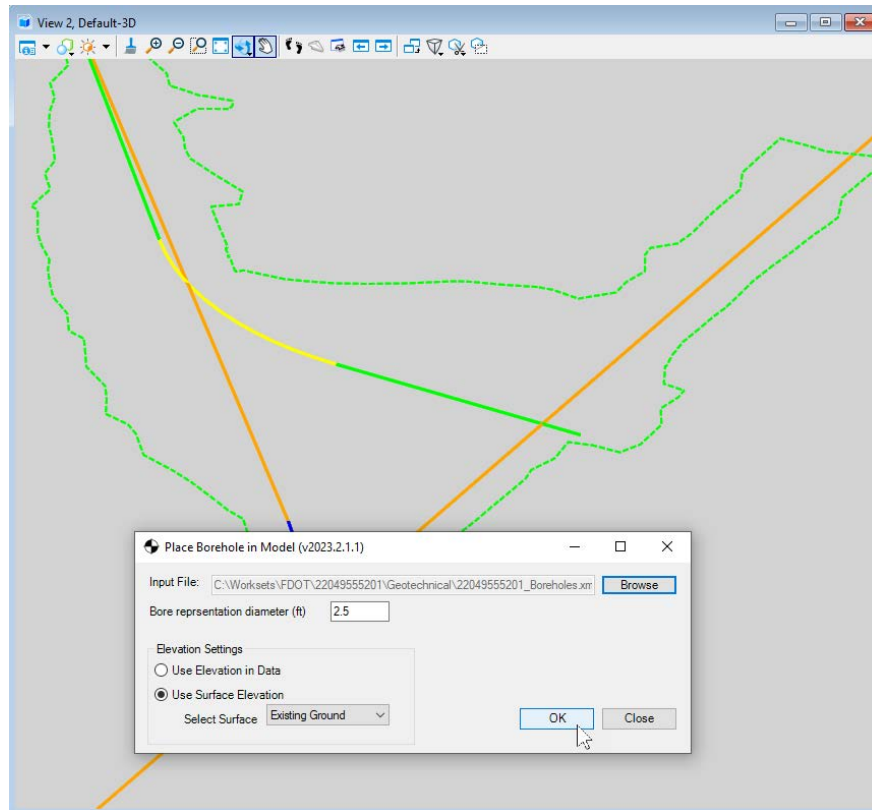 View 2, Default-3D
Place Borehole in Model (v2023.2.1.1)
Input File: C:\Worksets\FDOT\22049555201\Geotechnical\22049555201_Boreholes.xm Browse
Bore reprsentation diameter (ft) 2.5
Elevation Settings
Use Elevation in Data
Use Surface Elevation
Select Surface Existing Ground
OK Close